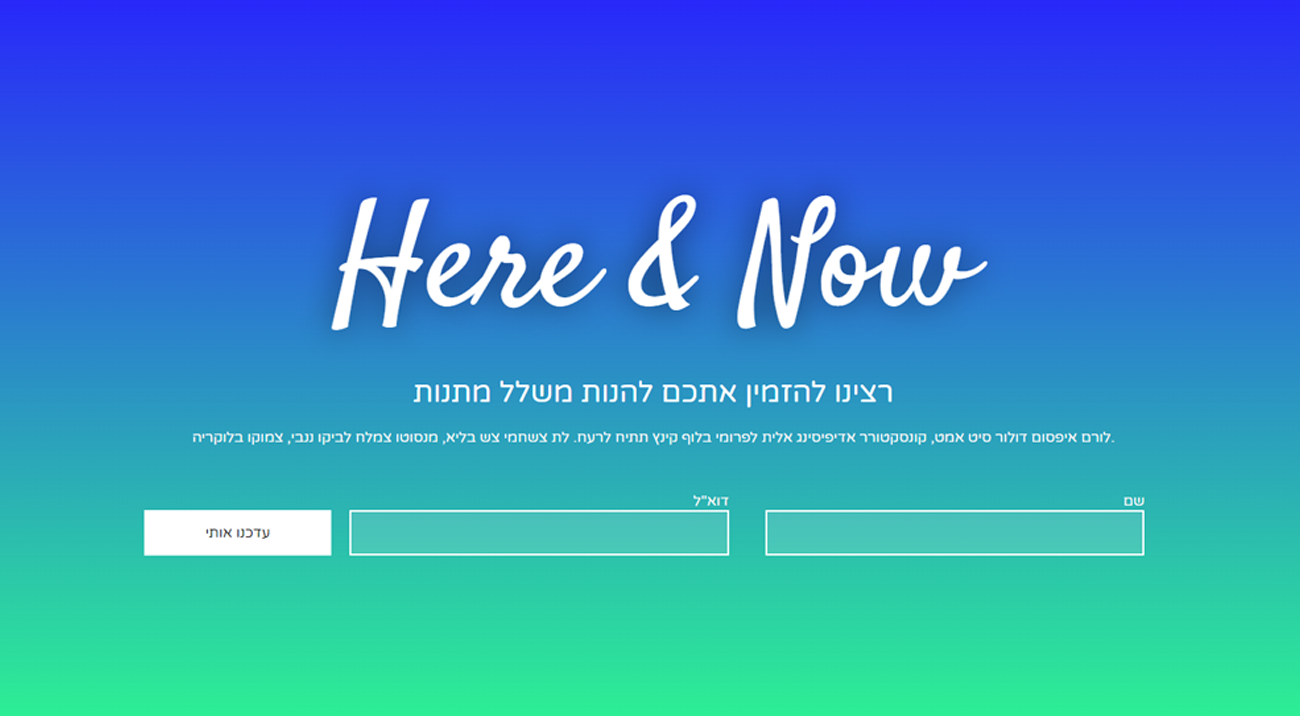 Here & Now
רצינו להזמין אתכם להנות משלל מתנות
לורם איפסום דולור סיט אמט, קונסקטורר אדיפיסינג אלית לפרומי בלוף קינץ תתיח לרעח. לת צשחמי צש בליא, מנסוטו צמלח לביקו ננבי, צמוקו בלוקריה.
שם
דוא"ל
עדכנו אותי